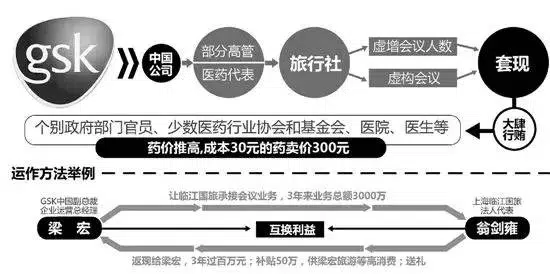 gsk
中国
公司
部分高管
医药代表
旅行社
虚增会议人数
虚构会议
套现
大肆
行贿
个别政府部门官员、少数医药行业协会和基金会、医院、医生等
药价推高,成本30元的药卖价300元
运作方法举例
GSK中国副总裁
企业运营总经理
梁 宏
让临江国旅承接会议业务，3年来业务总额3000万
互换利益
返现给梁宏，3年过百万元；补贴50万，供梁宏旅游等高消费；送礼
上海临江国旅
法人代表
翁剑雍